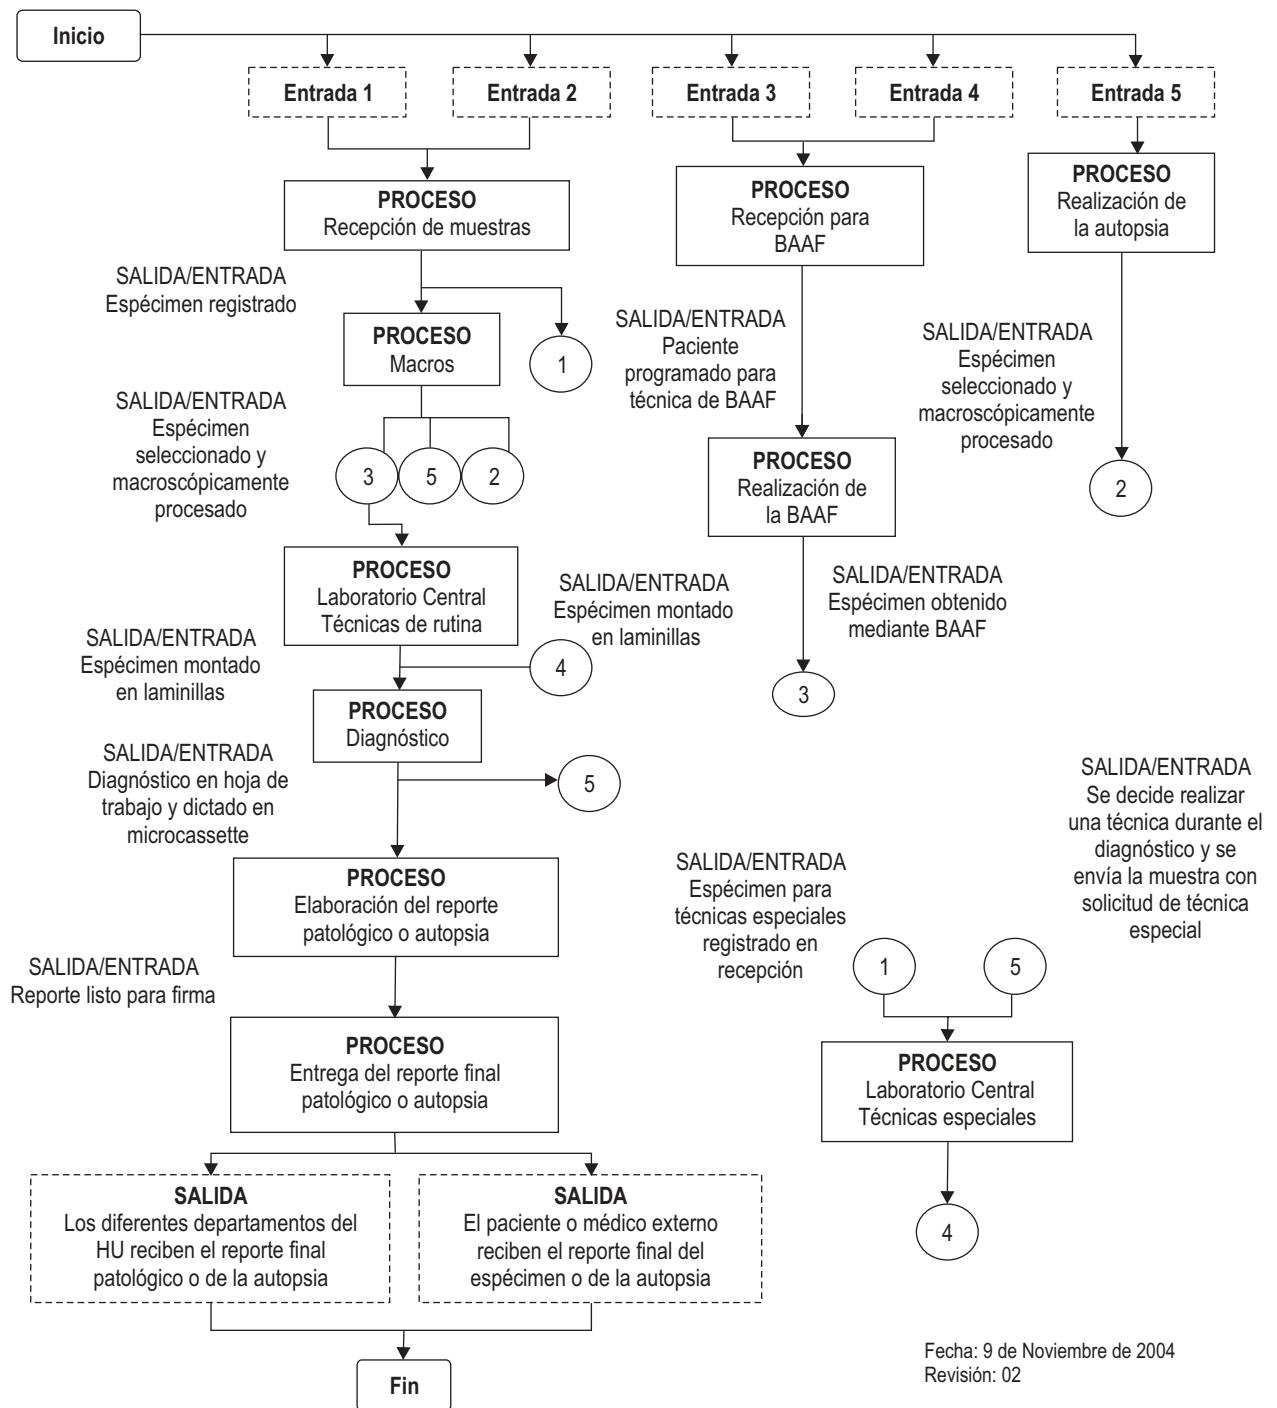 Inicio
Entrada 1
Entrada 2
Entrada 3
Entrada 4
Entrada 5
PROCESO
Recepción de muestras
PROCESO
Recepción para
BAAF
PROCESO
Realización de
la autopsia
SALIDA/ENTRADA
Espécimen registrado
PROCESO
Macros
1
SALIDA/ENTRADA
Paciente
programado para
técnica de BAAF
SALIDA/ENTRADA
Espécimen
seleccionado y
macroscópicamente
procesado
SALIDA/ENTRADA
Espécimen
seleccionado y
macroscópicamente
procesado
3
5
2
PROCESO
Realización de
la BAAF
2
PROCESO
Laboratorio Central
Técnicas de rutina
SALIDA/ENTRADA
Espécimen montado
en laminillas
4
SALIDA/ENTRADA
Espécimen obtenido
mediante BAAF
3
SALIDA/ENTRADA
Espécimen montado
en laminillas
PROCESO
Diagnóstico
SALIDA/ENTRADA
Diagnóstico en hoja de
trabajo y dictado en
microcassette
5
SALIDA/ENTRADA
Se decide realizar
una técnica durante el
diagnóstico y se
envía la muestra con
solicitud de técnica
especial
PROCESO
Elaboración del reporte
patológico o autopsia
SALIDA/ENTRADA
Espécimen para
técnicas especiales
registrado en
recepción
1
5
SALIDA/ENTRADA
Reporte listo para firma
PROCESO
Entrega del reporte final
patológico o autopsia
PROCESO
Laboratorio Central
Técnicas especiales
4
SALIDA
Los diferentes departamentos del
HU reciben el reporte final
patológico o de la autopsia
SALIDA
El paciente o médico externo
reciben el reporte final del
espécimen o de la autopsia
Fin
Fecha: 9 de Noviembre de 2004
Revisión: 02